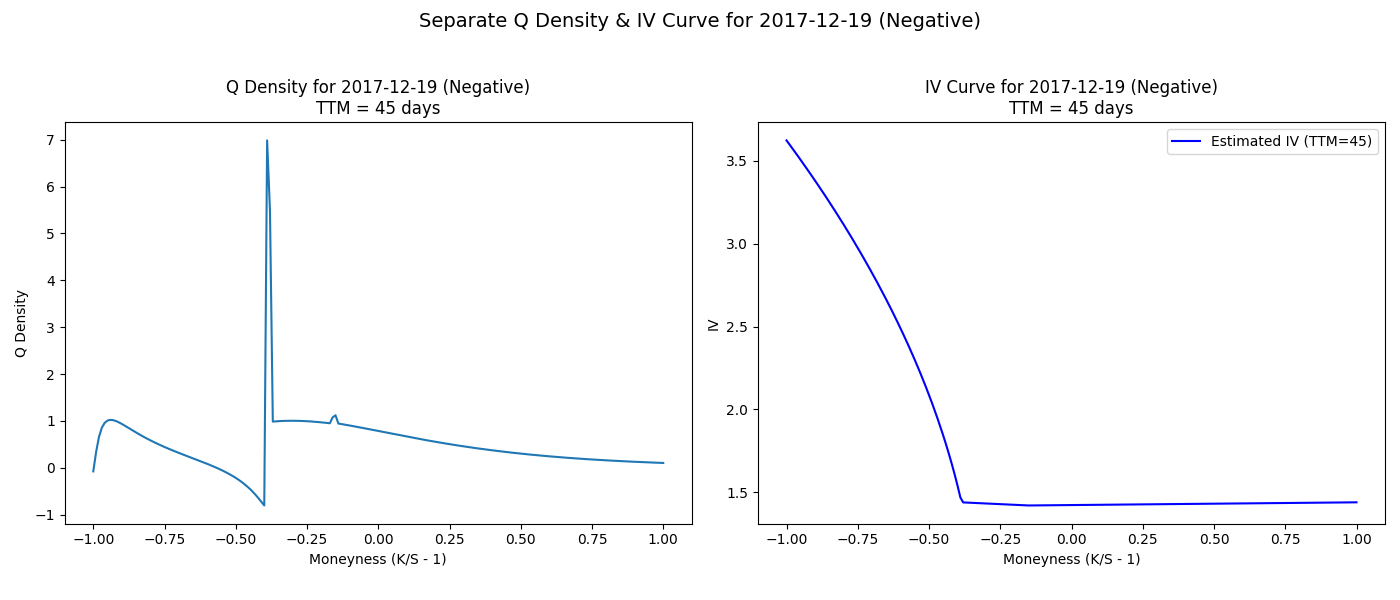 Separate Q Density & IV Curve for 2017-12-19 (Negative)
Q Density for 2017-12-19 (Negative)
TTM = 45 days
7
6
5
4
3
2
1
0
−1
Q Density
−1.00 −0.75 −0.50 −0.25 0.00 0.25 0.50 0.75 1.00
Moneyness (K/S - 1)
IV Curve for 2017-12-19 (Negative)
TTM = 45 days
Estimated IV (TTM=45)
3.5
3.0
2.5
2.0
1.5
IV
−1.00 −0.75 −0.50 −0.25 0.00 0.25 0.50 0.75 1.00
Moneyness (K/S - 1)